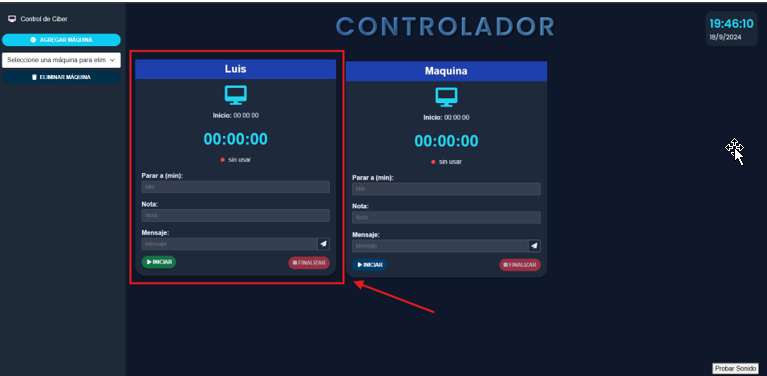 Control de Ciber
AGREGAR MÁQUINA
Seleccione una máquina para elim
ELIMINAR MÁQUINA
CONTROLADOR
19:46:10
18/9/2024
Luis
Inicio: 00:00:00
00:00:00
sin usar
Parar a (min):
Min
Nota:
Nota
Mensaje:
Mensaje
INICIAR
FINALIZAR
Maquina
Inicio: 00:00:00
00:00:00
sin usar
Parar a (min):
Min
Nota:
Nota
Mensaje:
Mensaje
INICIAR
FINALIZAR
Probar Sonido